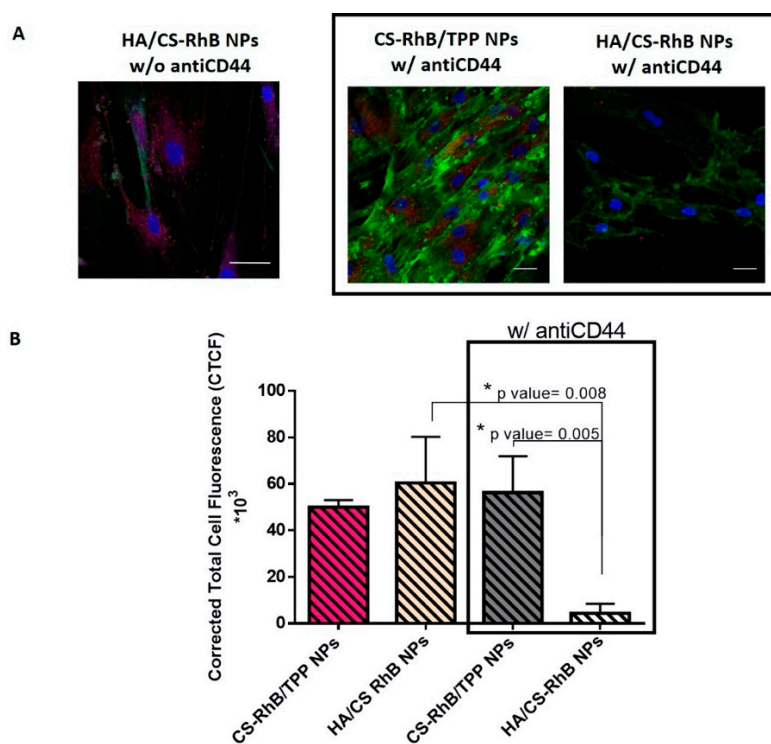 A
HA/CS-RhB NPs
w/o antiCD44
CS-RhB/TPP NPs
w/ antiCD44
HA/CS-RhB NPs
w/ antiCD44
B
w/ antiCD44
Corrected Total Cell Fluorescence (CTCF)
*10³
100
80
60
40
20
0
* p value= 0.008
* p value= 0.005
CS-RhB/TPP NPs
HA/CS RhB NPs
CS-RhB/TPP NPs
HA/CS-RhB NPs